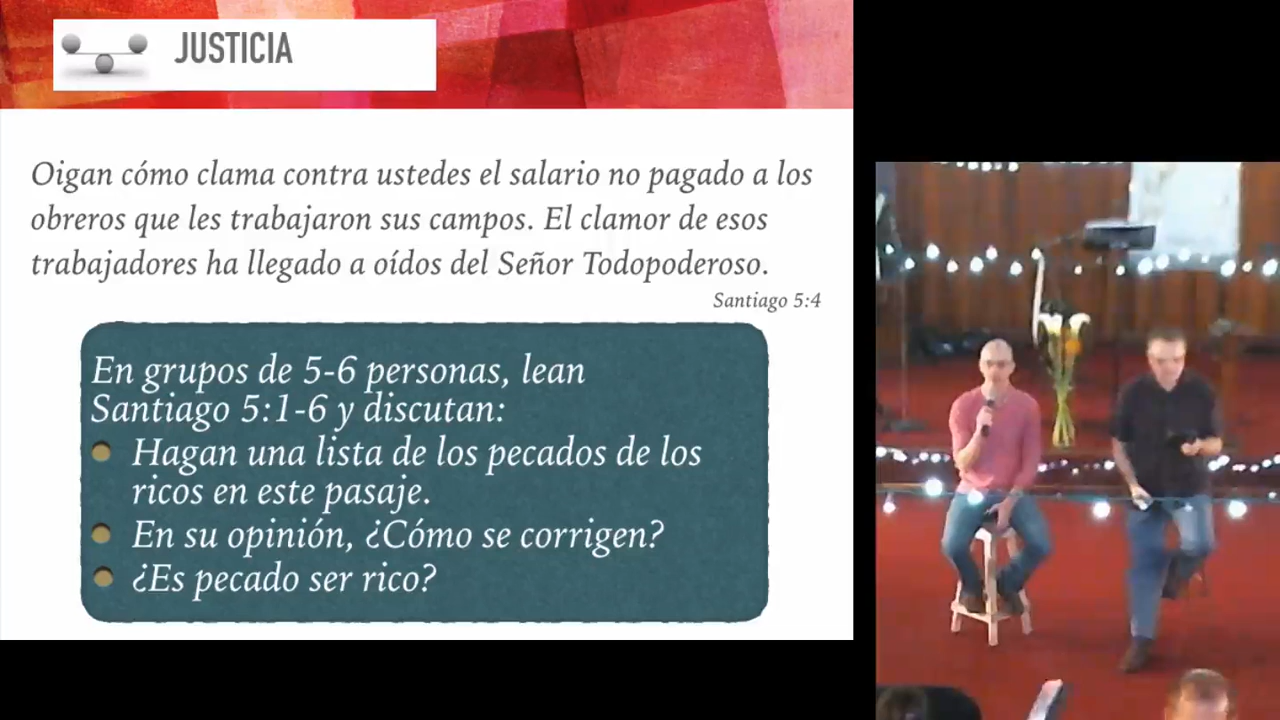 JUSTICIA
Oigan cómo clama contra ustedes el salario no pagado a los
obreros que les trabajaron sus campos. El clamor de esos
trabajadores ha llegado a oídos del Señor Todopoderoso.
Santiago 5:4
En grupos de 5-6 personas, lean
Santiago 5:1-6 y discutan:
Hagan una lista de los pecados de los
ricos en este pasaje.
En su opinión, ¿Cómo se corrigen?
¿Es pecado ser rico?